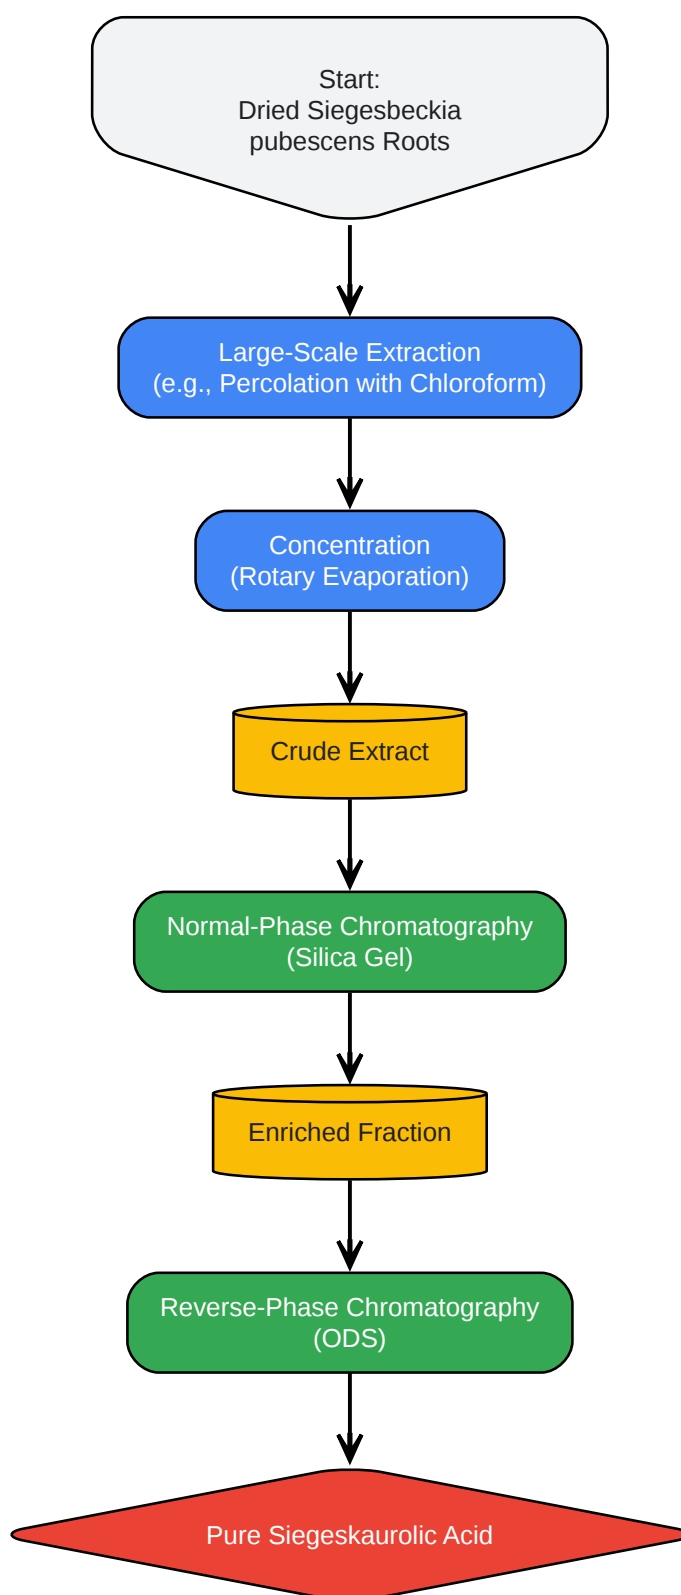 Start:
Dried Siegesbeckia
pubescens Roots
Large-Scale Extraction
(e.g., Percolation with Chloroform)
Concentration
(Rotary Evaporation)
Crude Extract
Normal-Phase Chromatography
(Silica Gel)
Enriched Fraction
Reverse-Phase Chromatography
(ODS)
Pure Siegeskaurolic Acid